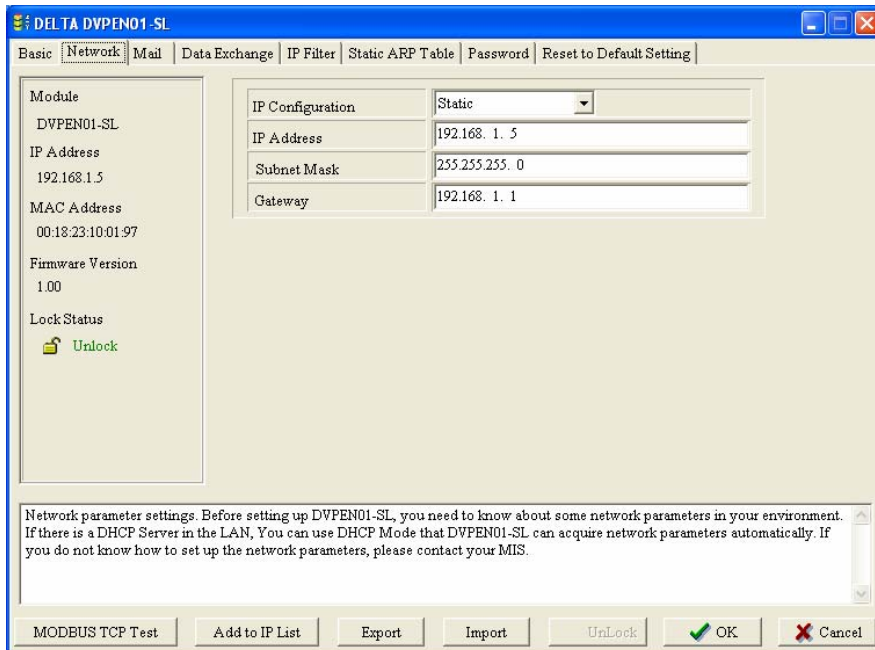 DELTA DVPEN01-SL
Basic Network Mail Data Exchange IP Filter Static ARP Table Password Reset to Default Setting
Module
DVPEN01-SL
IP Address
192.168.1.5
MAC Address
00:18:23:10:01:97
Firmware Version
1.00
Lock Status
Unlock
IP Configuration Static
IP Address 192.168. 1. 5
Subnet Mask 255.255.255. 0
Gateway 192.168. 1. 1
Network parameter settings. Before setting up DVPEN01-SL, you need to know about some network parameters in your environment.
If there is a DHCP Server in the LAN, You can use DHCP Mode that DVPEN01-SL can acquire network parameters automatically. If
you do not know how to set up the network parameters, please contact your MIS.
MODBUS TCP Test Add to IP List Export Import UnLock OK Cancel